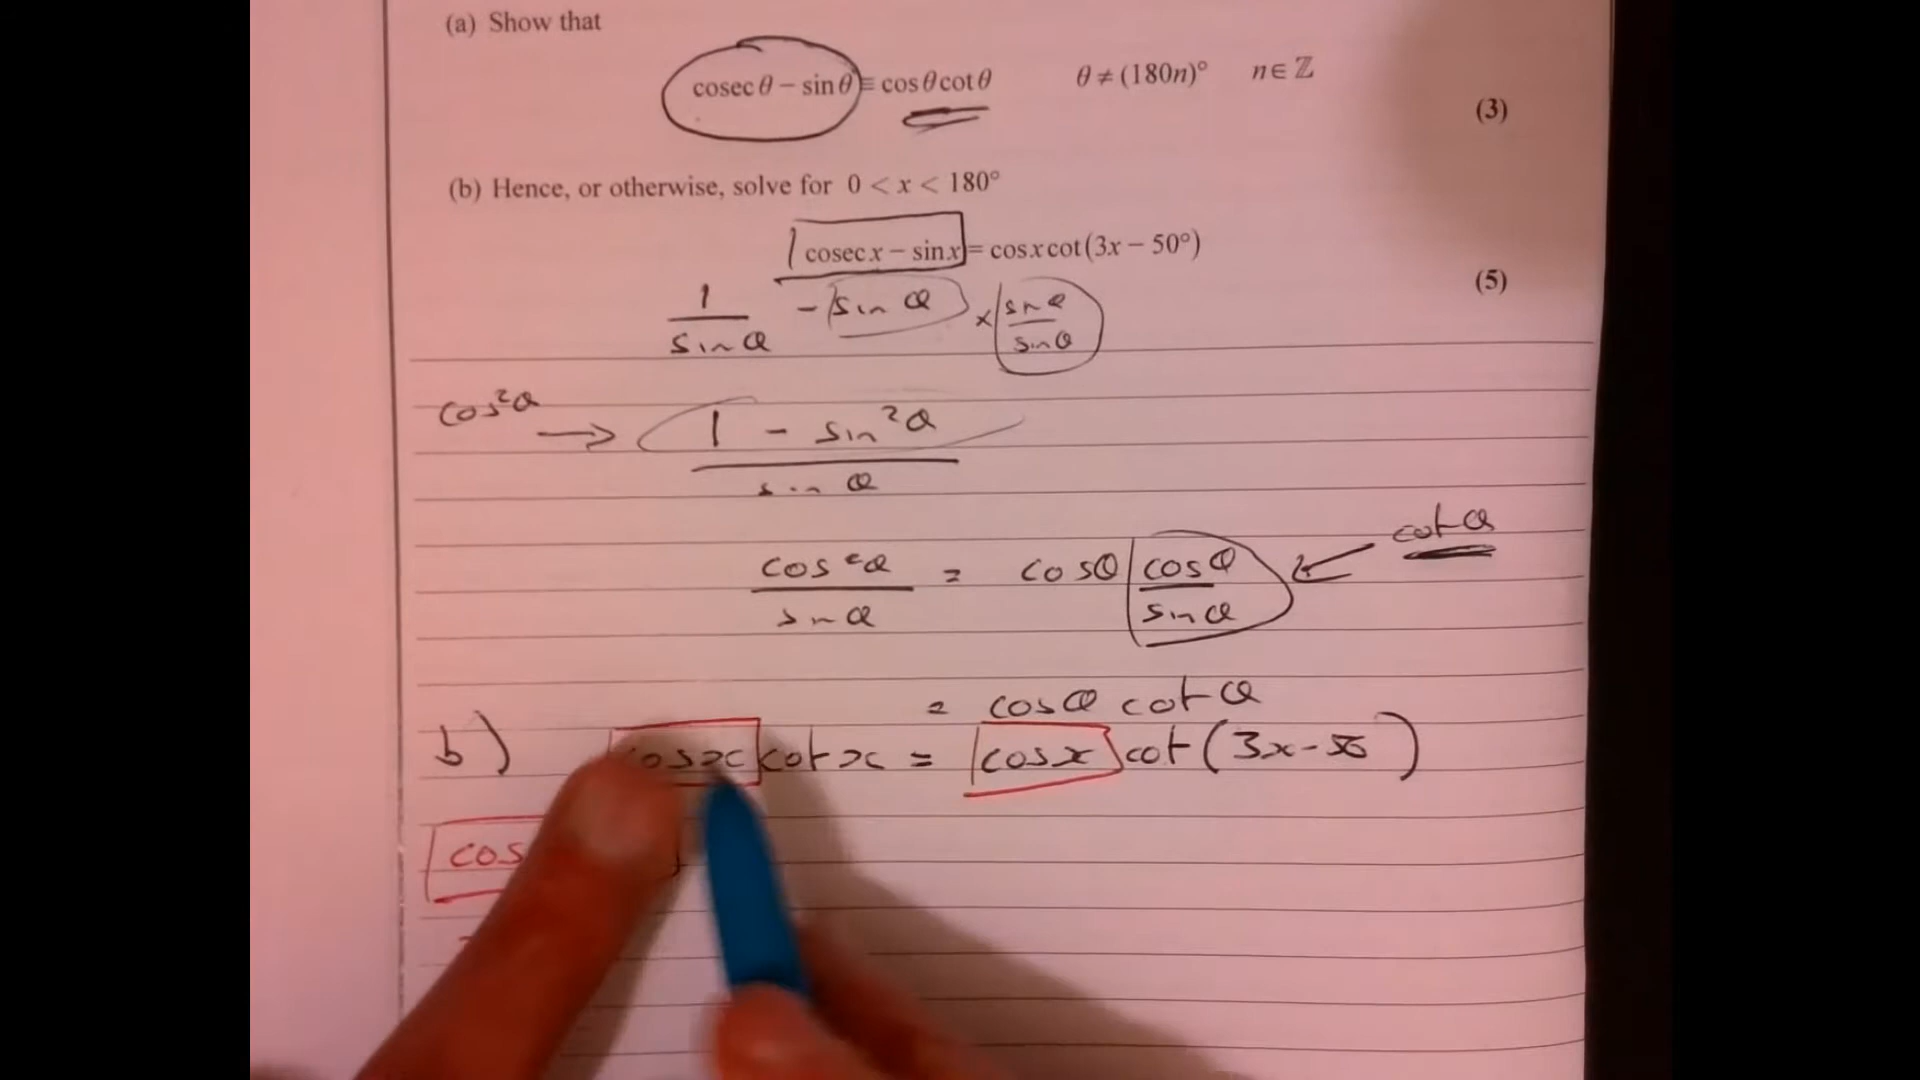 (a) Show that
cosec θ − sin θ ≡ cos θ cot θ θ ≠ (180n)° n ∈ ℤ
(3)
(b) Hence, or otherwise, solve for 0 < x < 180°
cosec x − sin x = cos x cot (3x − 50°)
(5)
1/sin θ − sin θ × sin θ/sin θ
cos²θ → 1 − sin²θ
sin θ
cot θ
cos²θ/sin θ = cos θ cos θ/sin θ
= cos θ cot θ
b) cos x cot x = cos x cot (3x − 50)
cos